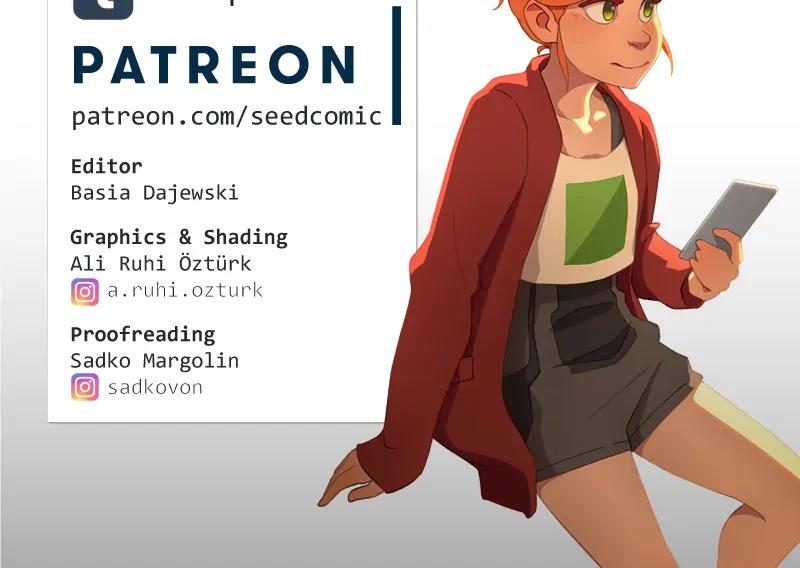 PATREON
patreon.com/seedcomic
Editor
Basia Dajewski
Graphics & Shading
Ali Ruhi Öztürk
a.ruhi.ozturk
Proofreading
Sadko Margolin
sadkovon